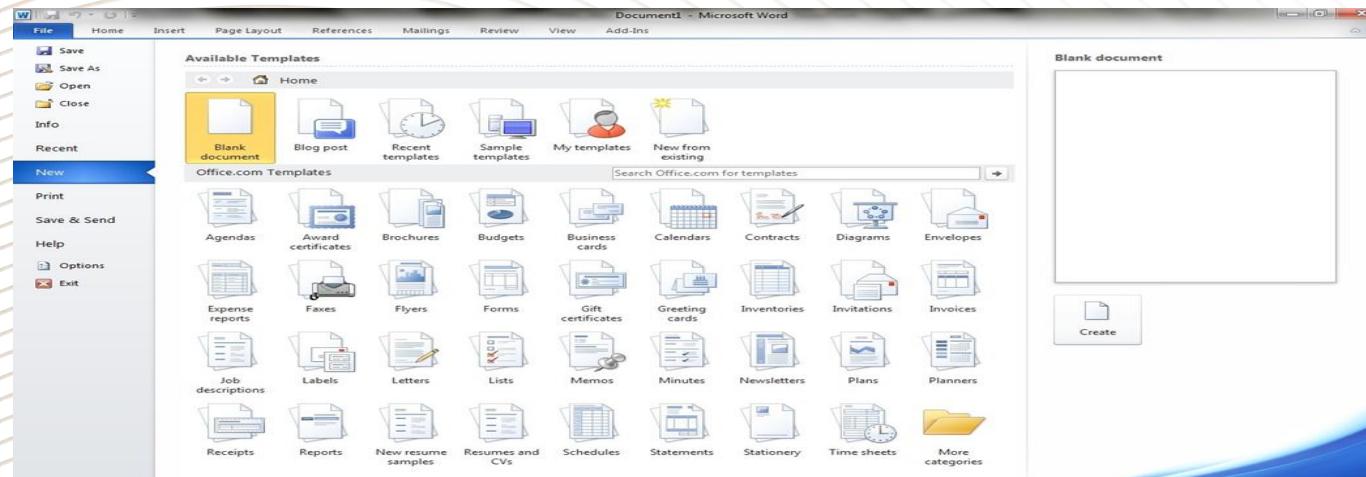 Document1 - Microsoft Word
File Home Insert Page Layout References Mailings Review View Add-Ins
Save
Save As
Open
Close
Info
Recent
New
Print
Save & Send
Help
Options
Exit
Available Templates
Home
Blank document
Blog post
Recent templates
Sample templates
My templates
New from existing
Office.com Templates
Search Office.com for templates
Agendas
Award certificates
Brochures
Budgets
Business cards
Calendars
Contracts
Diagrams
Envelopes
Expense reports
Faxes
Flyers
Forms
Gift certificates
Greeting cards
Inventories
Invitations
Invoices
Job descriptions
Labels
Letters
Lists
Memos
Minutes
Newsletters
Plans
Planners
Receipts
Reports
New resume samples
Resumes and CVs
Schedules
Statements
Stationery
Time sheets
More categories
Blank document
Create